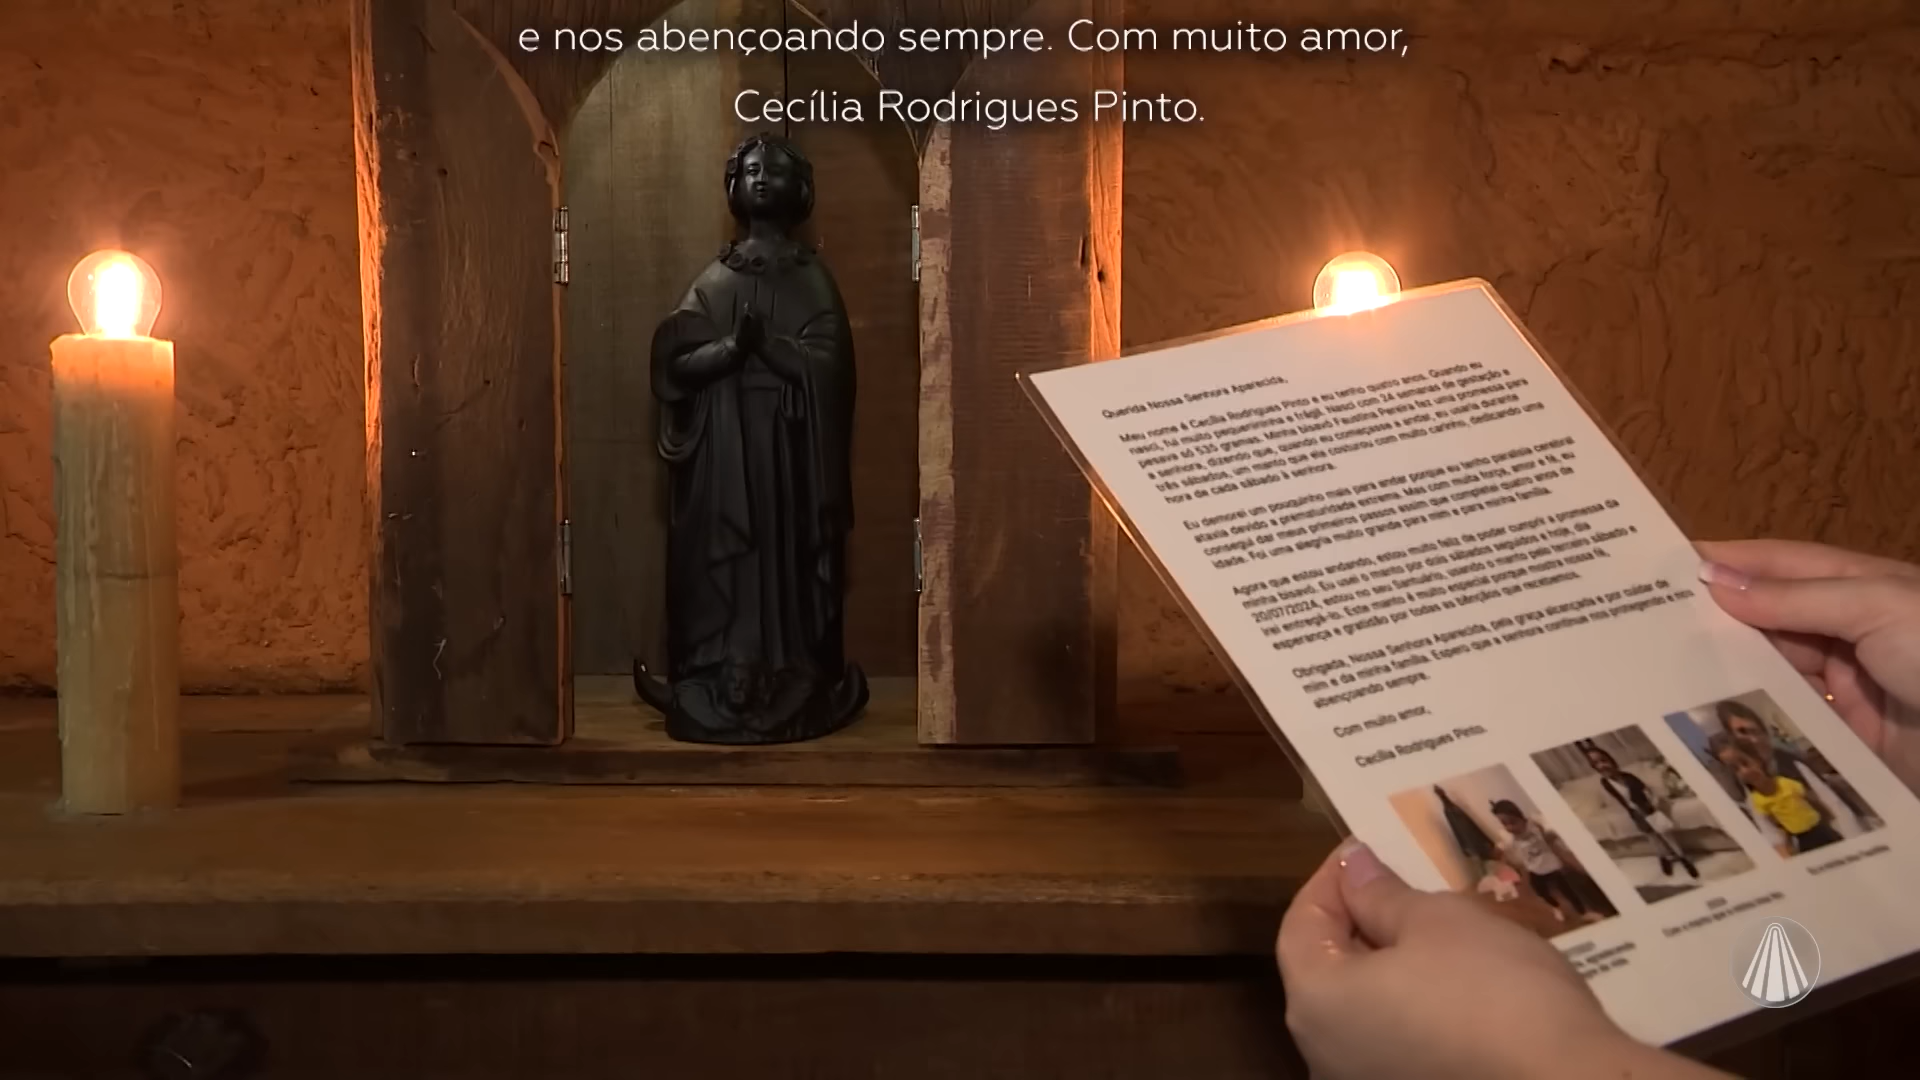 e nos abençoando sempre. Com muito amor,
Cecília Rodrigues Pinto.
Querida Nossa Senhora Aparecida,
Meu nome é Cecília Rodrigues Pinto e eu tenho quatro anos. Quando eu
nasci, fui muito pequenininha e frágil. Nasci com 24 semanas de gestação e
pesava só 535 gramas. Minha bisavó Faustina Pereira fez uma promessa para
a senhora, dizendo que, quando eu começasse a andar, eu usaria durante
três sábados, um manto que ela costurou com muito carinho, dedicando uma
hora de cada sábado à senhora.
Eu demorei um pouquinho mais para andar porque eu tenho paralisia cerebral
ataxia devido a prematuridade extrema. Mas com muita força, amor e fé, eu
consegui dar meus primeiros passos assim que completei quatro anos de
idade. Foi uma alegria muito grande para mim e para minha família.
Agora que estou andando, estou muito feliz de poder cumprir a promessa da
minha bisavó. Eu usei o manto por dois sábados seguidos e hoje, dia
20/07/2024, estou no seu Santuário, usando o manto pelo terceiro sábado e
irei entregá-lo. Este manto é muito especial porque mostra nossa fé,
esperança e gratidão por todas as bênçãos que recebemos.
Obrigada, Nossa Senhora Aparecida, pela graça alcançada e por cuidar de
mim e da minha família. Espero que a senhora continue nos protegendo e nos
abençoando sempre.
Com muito amor,
Cecília Rodrigues Pinto.